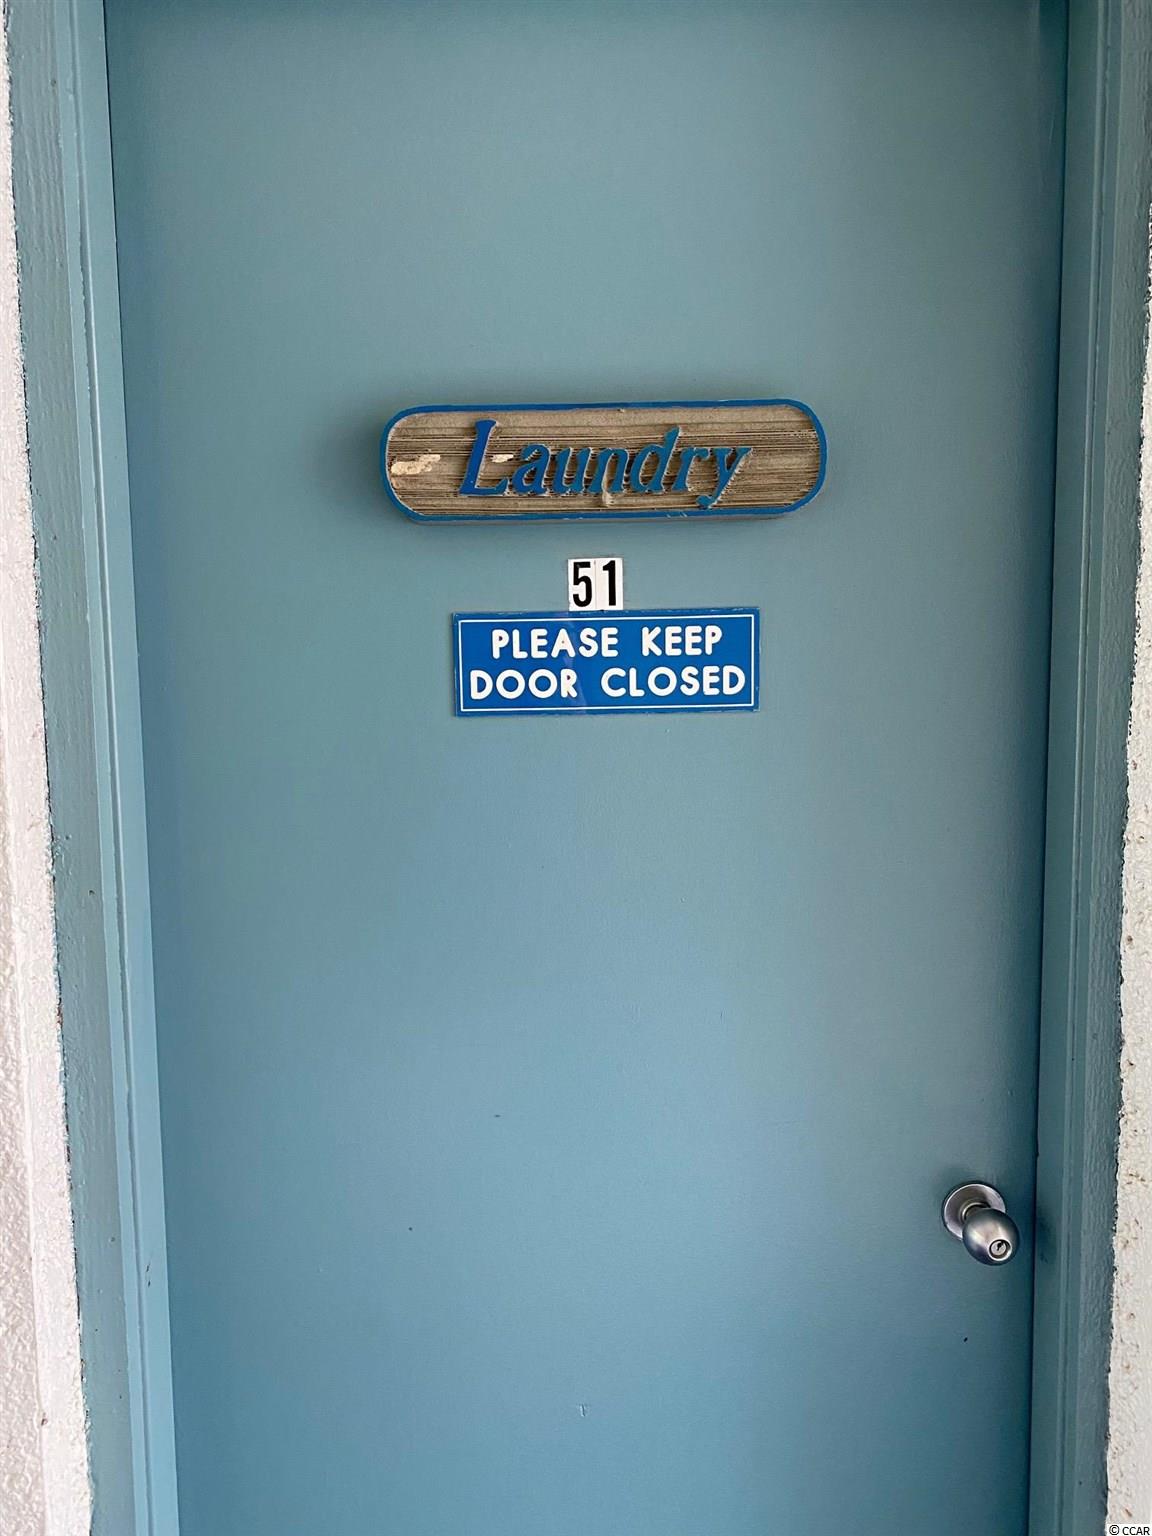 Laundry
51
PLEASE KEEP
DOOR CLOSED
© CCAR